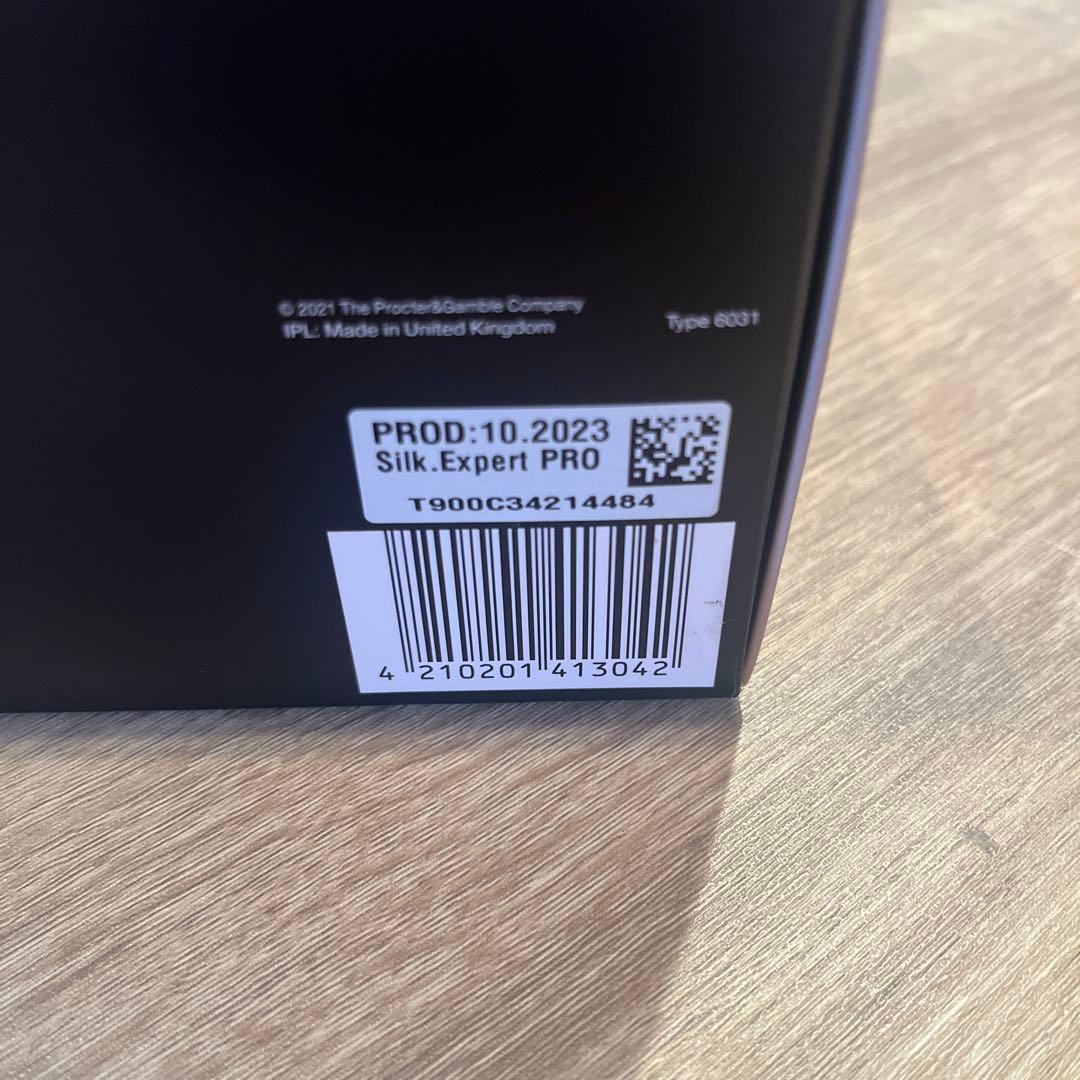 © 2021 The Procter&Gamble Company
IPL: Made in United Kingdom
Type 6031
PROD:10.2023
Silk.Expert PRO
T900C34214484
4 210201 413042